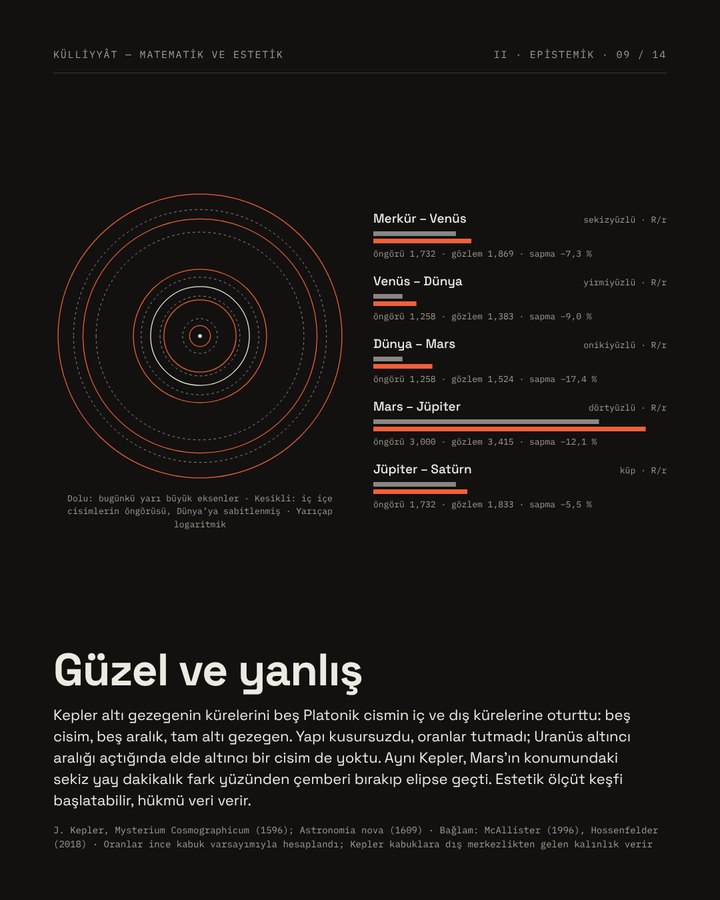 KÜLLİYYÂT — MATEMATİK VE ESTETİK
II · EPİSTEMİK · 09 / 14
Merkür – Venüs
sekizyüzlü · R/r
öngörü 1,732 · gözlem 1,869 · sapma −7,3 %
Venüs – Dünya
yirmiyüzlü · R/r
öngörü 1,258 · gözlem 1,383 · sapma −9,0 %
Dünya – Mars
onikiyüzlü · R/r
öngörü 1,258 · gözlem 1,524 · sapma −17,4 %
Mars – Jüpiter
dörtyüzlü · R/r
öngörü 3,000 · gözlem 3,415 · sapma −12,1 %
Jüpiter – Satürn
küp · R/r
öngörü 1,732 · gözlem 1,833 · sapma −5,5 %
Dolu: bugünkü yarı büyük eksenler · Kesikli: iç içe
cisimlerin öngörüsü, Dünya’ya sabitlenmiş · Yarıçap
logaritmik
Güzel ve yanlış
Kepler altı gezegenin kürelerini beş Platonik cismin iç ve dış kürelerine oturttu: beş
cisim, beş aralık, tam altı gezegen. Yapı kusursuzdu, oranlar tutmadı; Uranüs altıncı
aralığı açtığında elde altıncı bir cisim de yoktu. Aynı Kepler, Mars’ın konumundaki
sekiz yay dakikalık fark yüzünden çemberi bırakıp elipse geçti. Estetik ölçüt keşfi
başlatabilir, hükmü veri verir.
J. Kepler, Mysterium Cosmographicum (1596); Astronomia nova (1609) · Bağlam: McAllister (1996), Hossenfelder
(2018) · Oranlar ince kabuk varsayımıyla hesaplandı; Kepler kabuklara dış merkezlikten gelen kalınlık verir